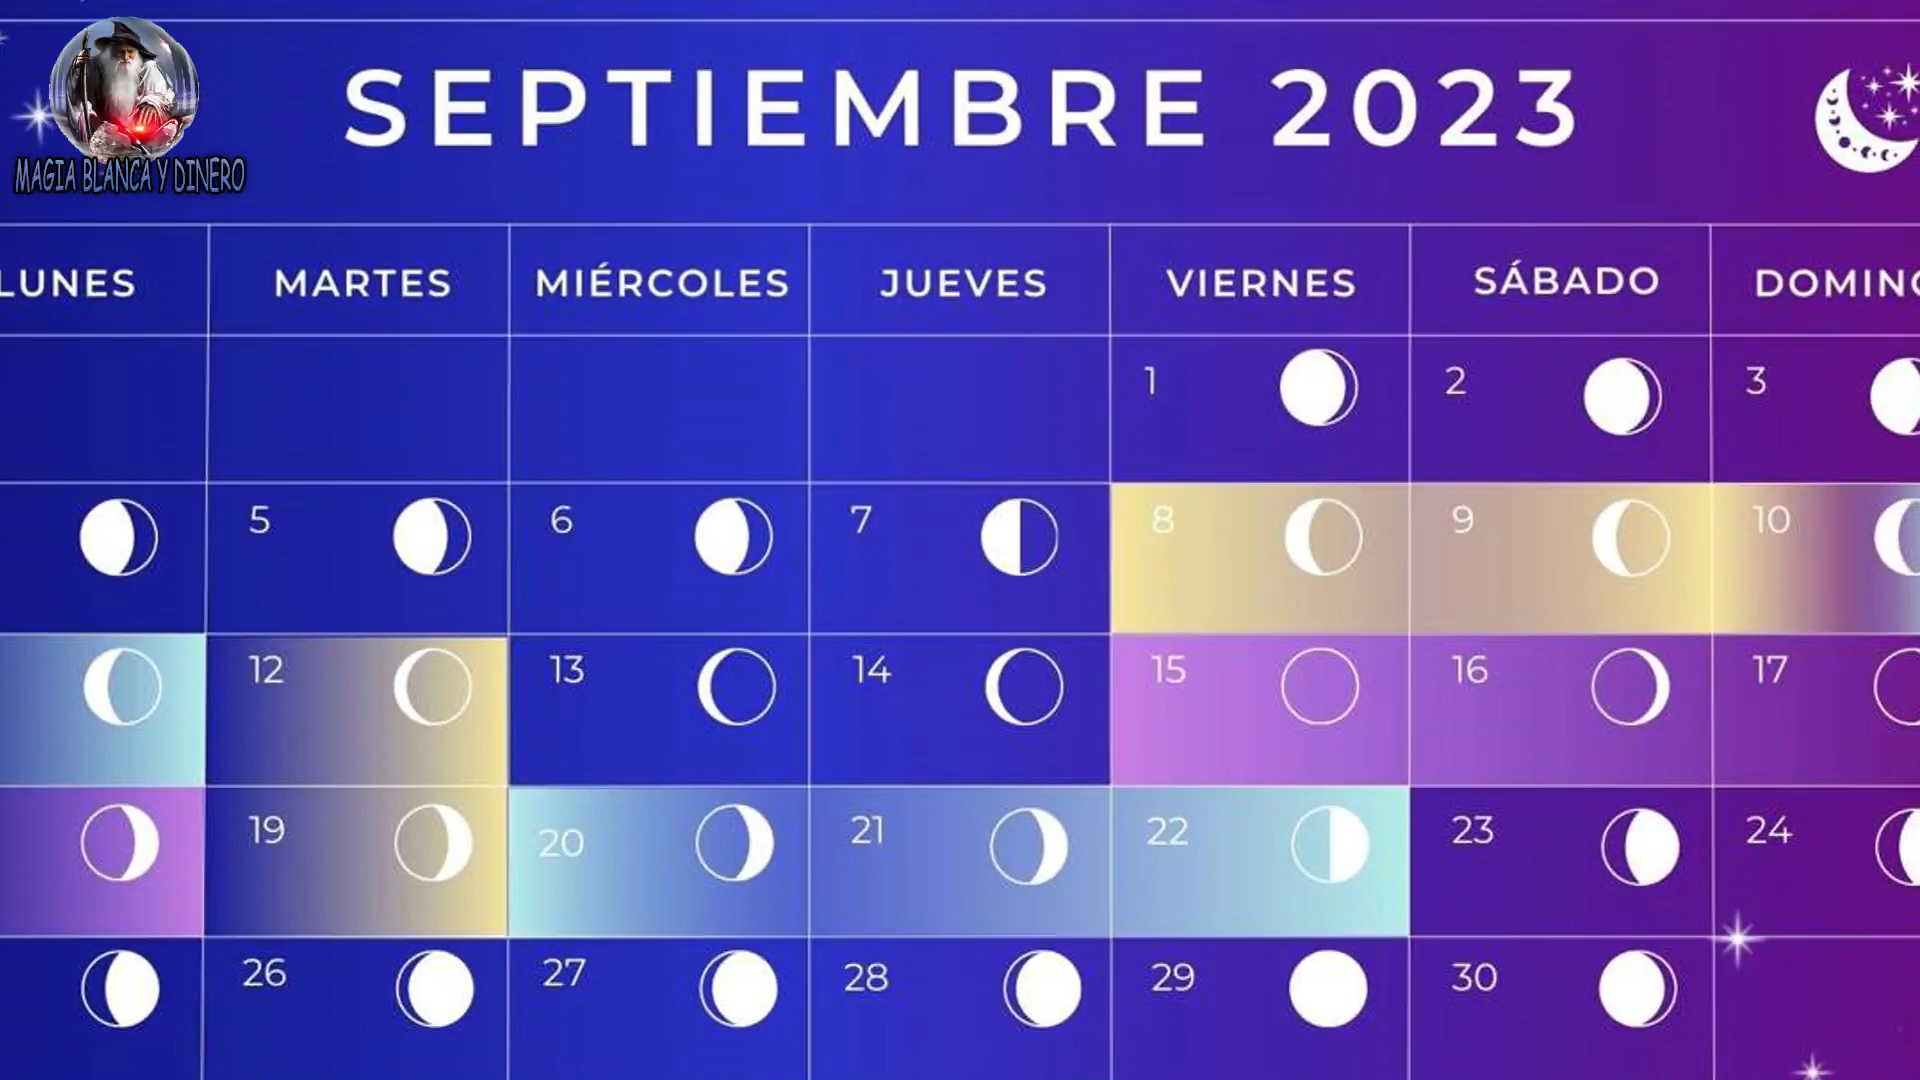 SEPTIEMBRE 2023
MAGIA BLANCA Y DINERO
LUNES MARTES MIÉRCOLES JUEVES VIERNES SÁBADO DOMING
1 2 3
5 6 7 8 9 10
12 13 14 15 16 17
19 20 21 22 23 24
26 27 28 29 30